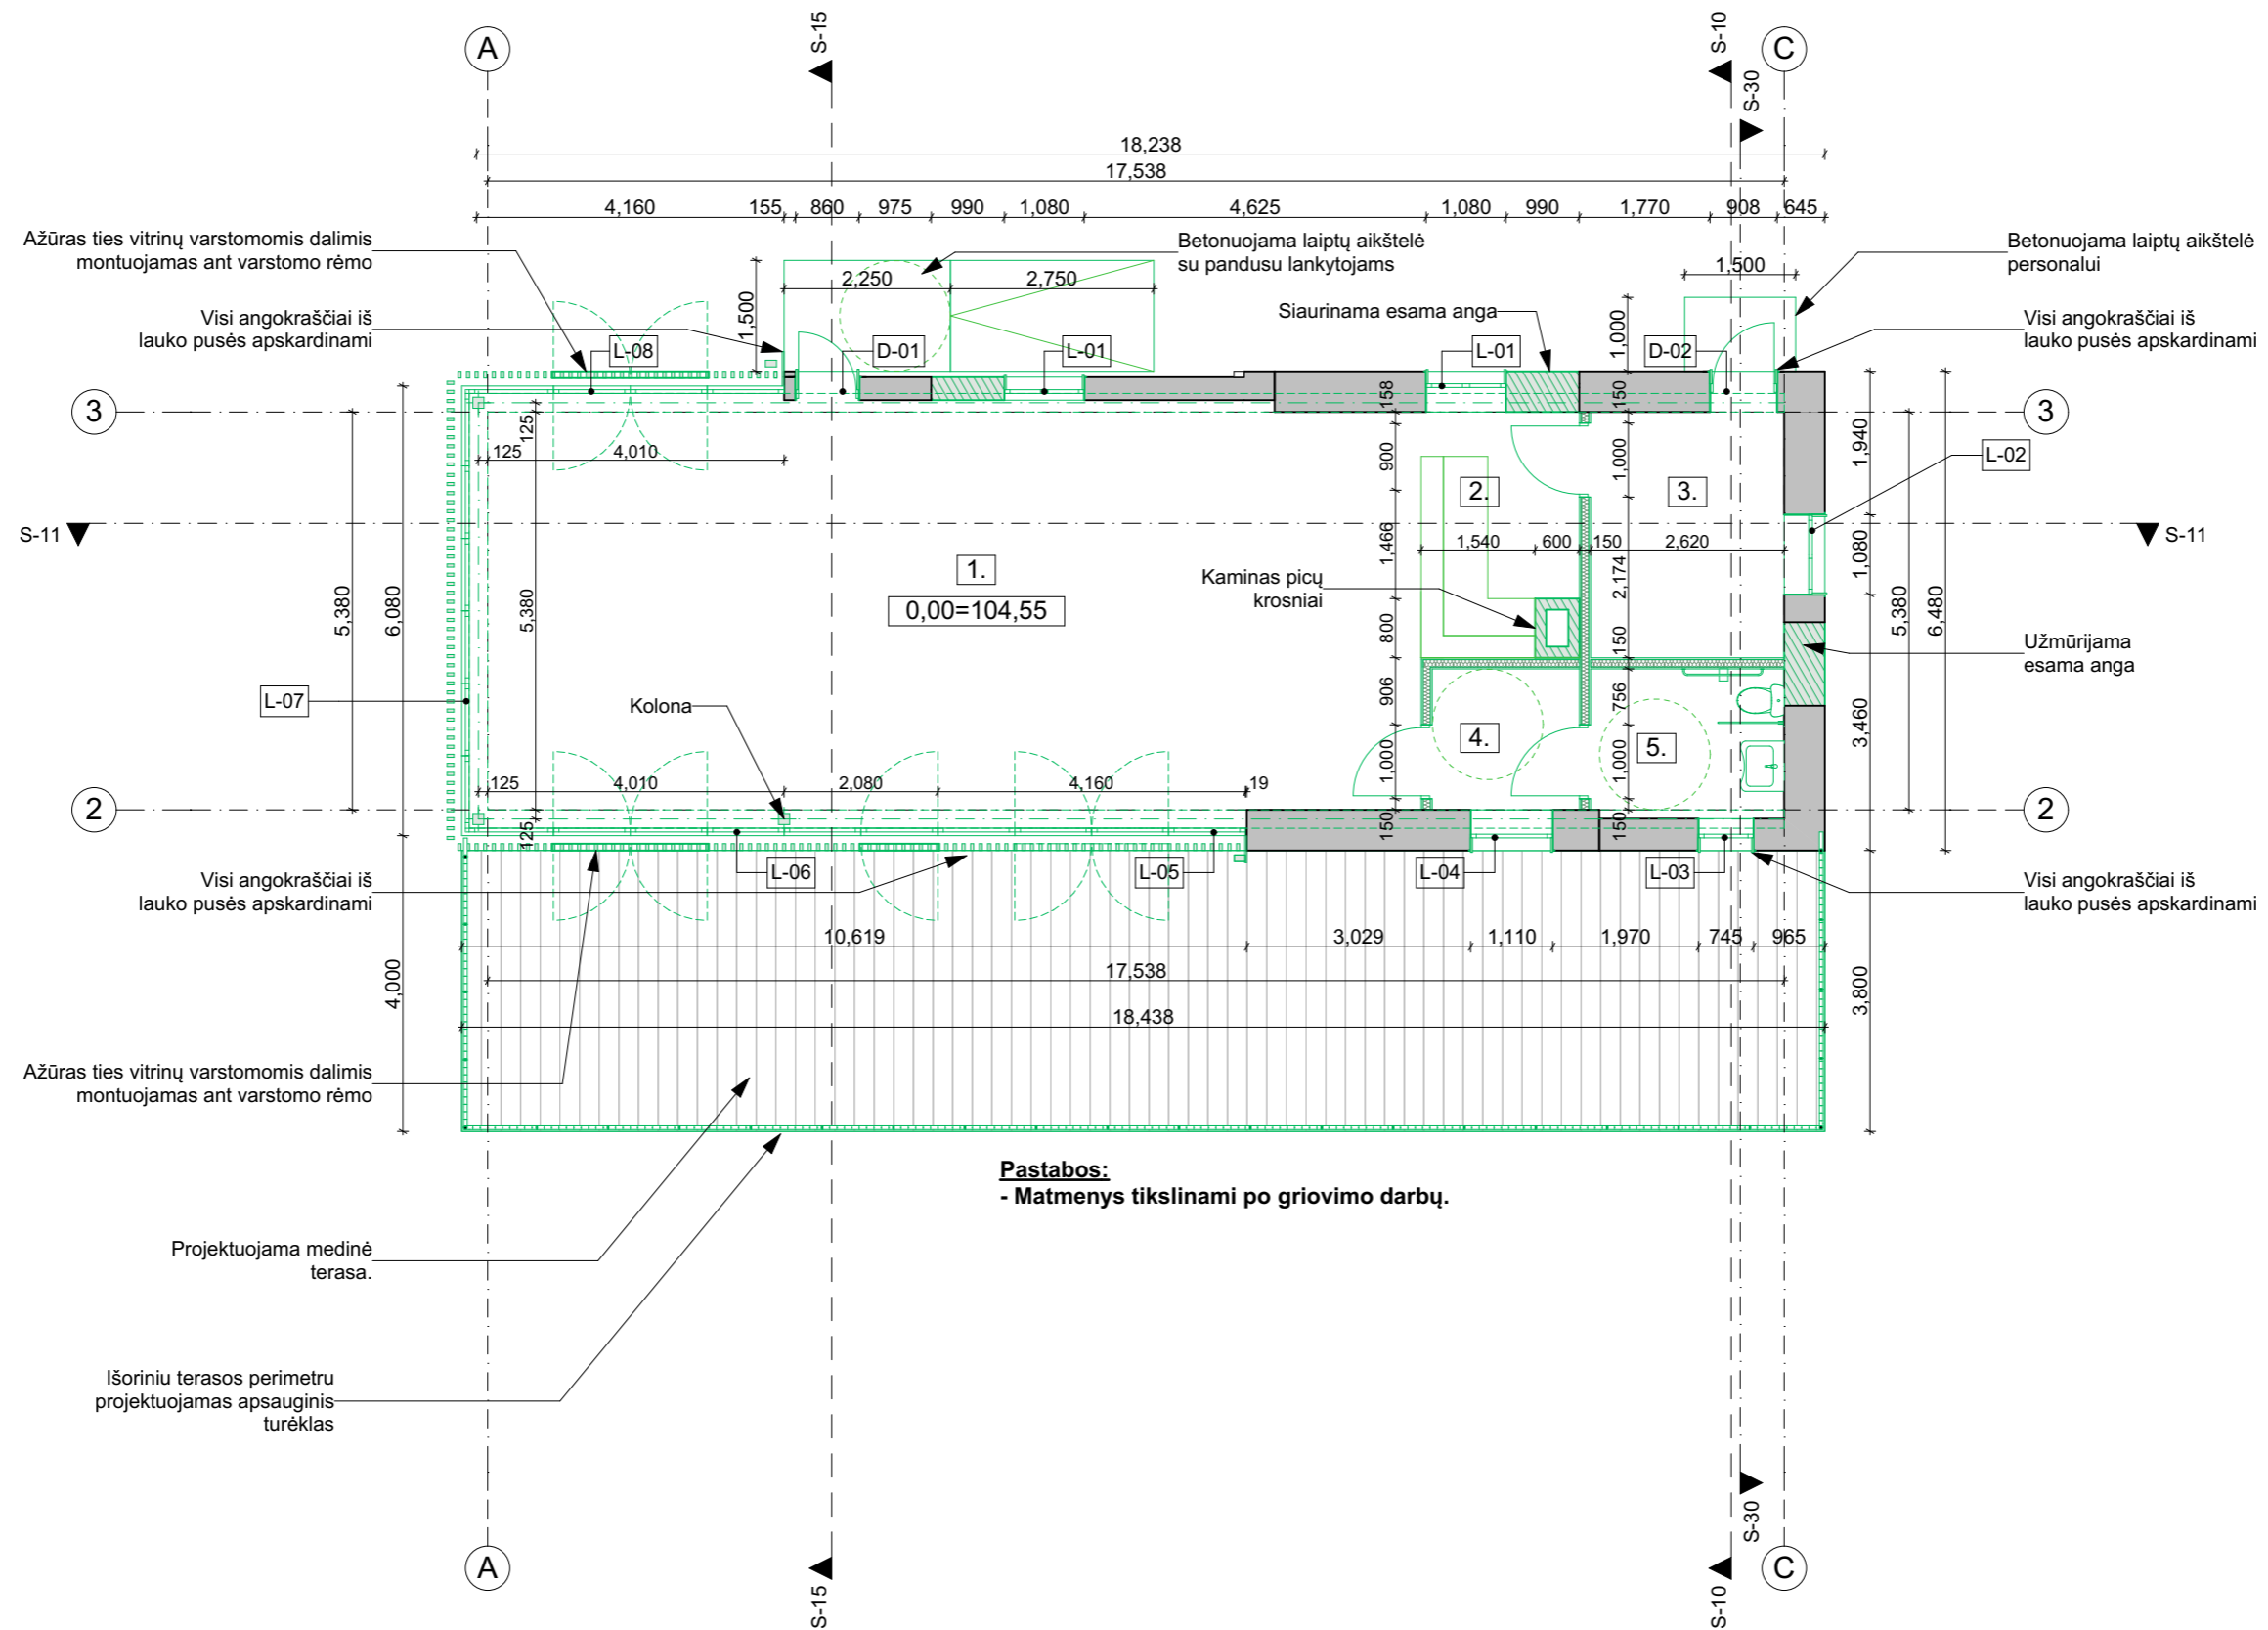 S-15
S-10
A
C
S-30
18,238
17,538
4,160
155
860
975
990
1,080
4,625
1,080
990
1,770
908
645
Ažūras ties vitrinų varstomomis dalimis
montuojamas ant varstomo rėmo
Betonuojama laiptų aikštelė
su pandusu lankytojams
Betonuojama laiptų aikštelė
personalui
2,250
2,750
1,500
1,500
1,000
Siaurinama esama anga
Visi angokraščiai iš
lauko pusės apskardinami
Visi angokraščiai iš
lauko pusės apskardinami
L-08
D-01
L-01
L-01
D-02
158
150
3
3
125
125
4,010
900
1,000
1,940
L-02
2.
3.
S-11
S-11
1,540
600
150
2,620
1,466
2,174
1,080
1.
0,00=104,55
Kaminas picų
krosniai
5,380
6,080
5,380
5,380
6,480
800
150
Užmūrijama
esama anga
L-07
Kolona
906
756
3,460
4.
5.
1,000
1,000
125
4,010
2,080
4,160
19
2
2
125
150
150
L-06
L-05
L-04
L-03
Visi angokraščiai iš
lauko pusės apskardinami
Visi angokraščiai iš
lauko pusės apskardinami
10,619
3,029
1,110
1,970
745
965
17,538
4,000
3,800
18,438
Ažūras ties vitrinų varstomomis dalimis
montuojamas ant varstomo rėmo
Pastabos:
- Matmenys tikslinami po griovimo darbų.
Projektuojama medinė
terasa.
Išoriniu terasos perimetru
projektuojamas apsauginis
turėklas
S-30
A
C
S-15
S-10